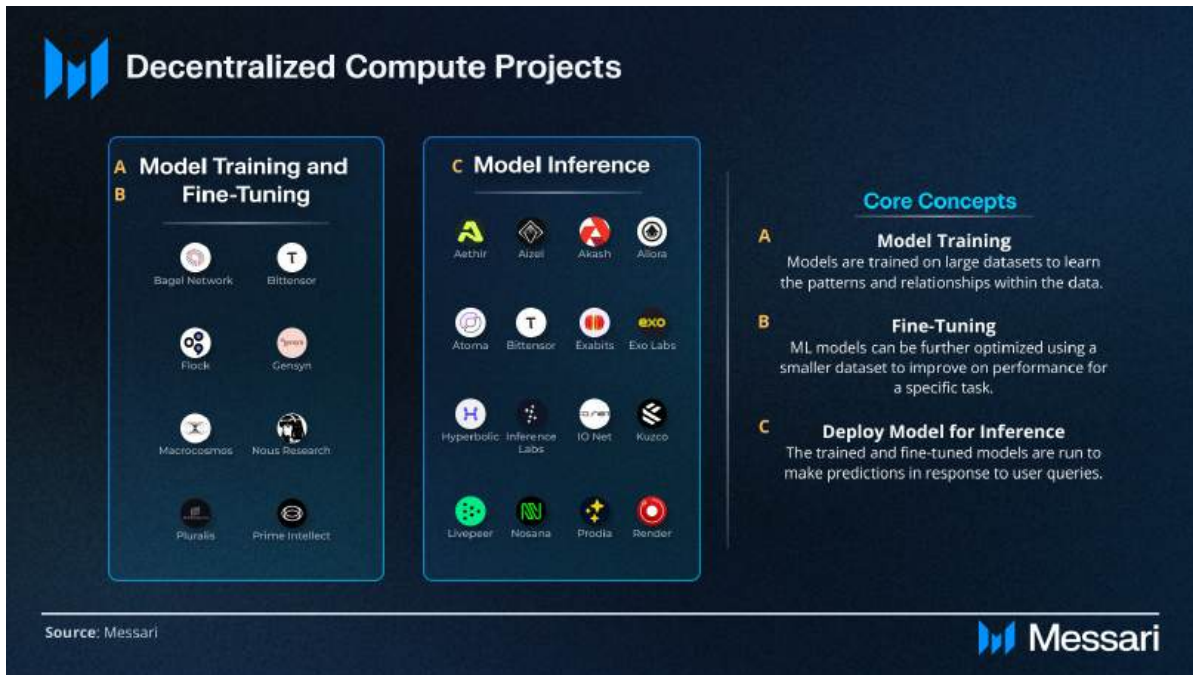 Decentralized Compute Projects
A Model Training and
B Fine-Tuning
Bagel Network Bittensor
Flock Gensyn
Macrocosmos Nous Research
Pluralis Prime Intellect
C Model Inference
Aethir Aizel Akash Allora
Atoma Bittensor Exabits Exo Labs
exo
Hyperbolic Inference Labs IO Net Kuzco
io.net
Livepeer Nosana Prodia Render
Core Concepts
A Model Training
Models are trained on large datasets to learn
the patterns and relationships within the data.
B Fine-Tuning
ML models can be further optimized using a
smaller dataset to improve on performance for
a specific task.
C Deploy Model for Inference
The trained and fine-tuned models are run to
make predictions in response to user queries.
Source: Messari
Messari